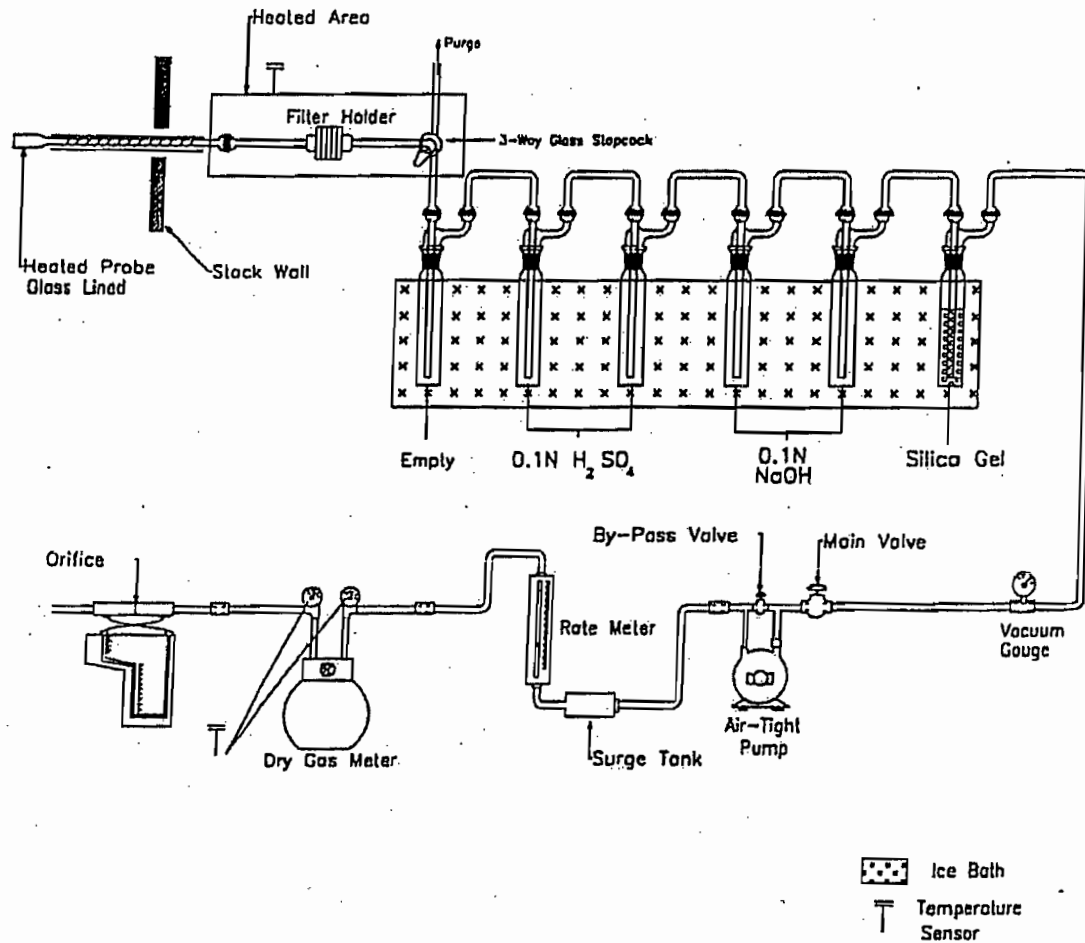 Heated Area
Purge
Filter Holder
3-Way Glass Stopcock
Heated Probe
Glass Lined
Stack Wall
Empty
0.1N H2SO4
0.1N
NaOH
Silica Gel
Orifice
By-Pass Valve
Main Valve
Rate Meter
Vacuum
Gauge
Air-Tight
Pump
Surge Tank
Dry Gas Meter
Ice Bath
Temperature
Sensor